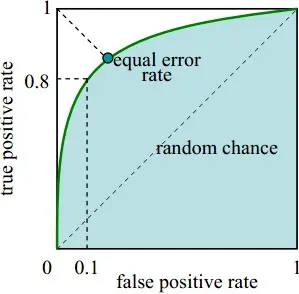 1
equal error
rate
0.8
true positive rate
random chance
0
0.1
1
false positive rate